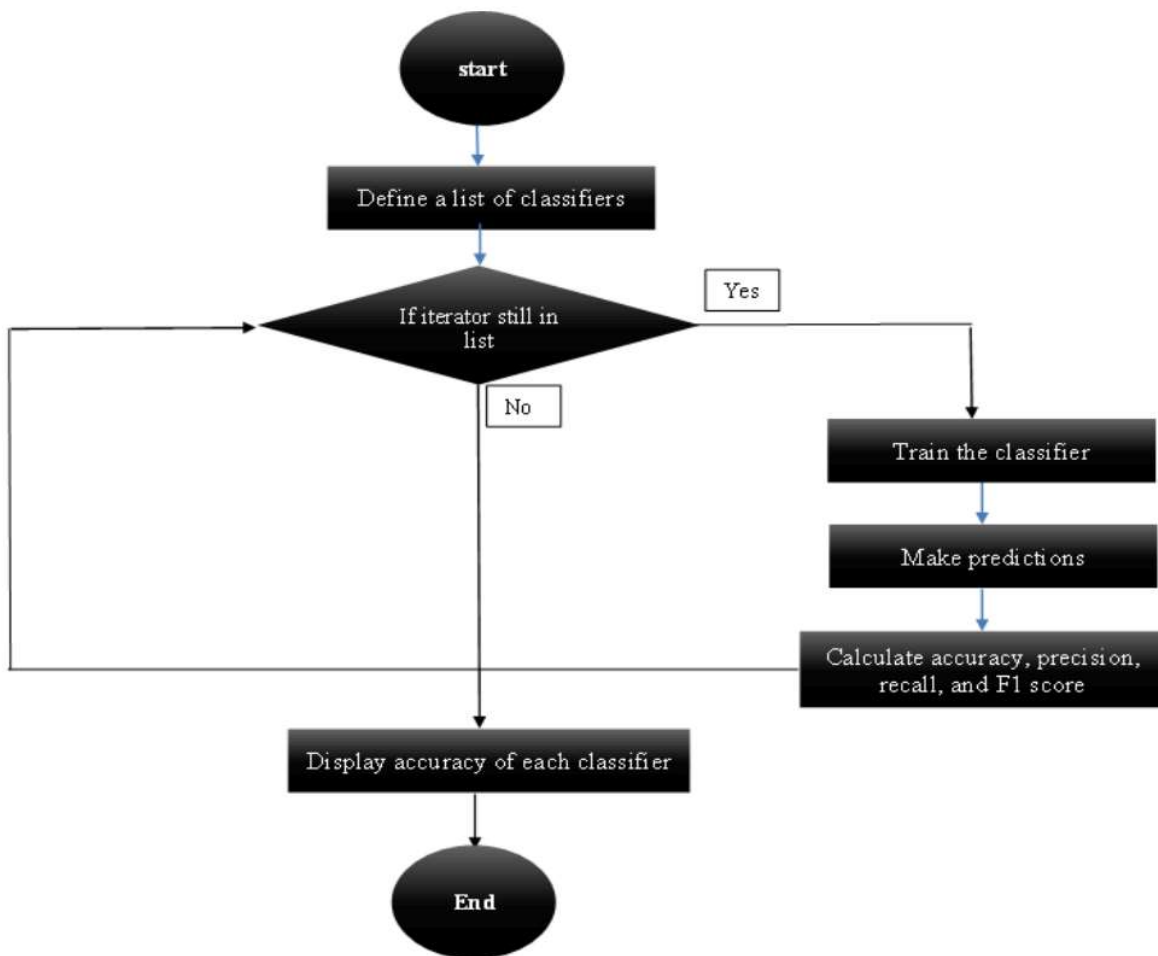 start
Define a list of classifiers
If iterator still in
list
Yes
No
Train the classifier
Make predictions
Calculate accuracy, precision,
recall, and F1 score
Display accuracy of each classifier
End